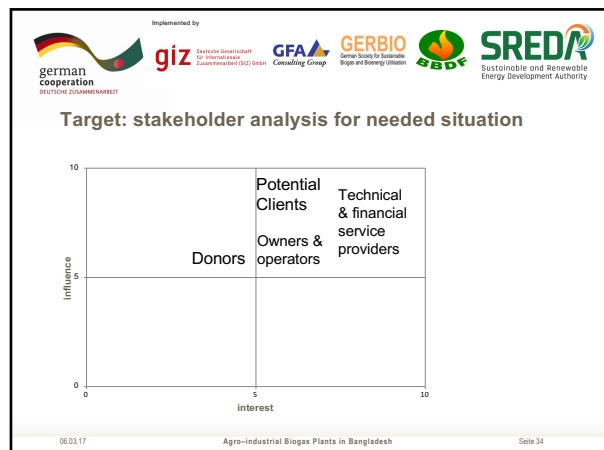 Implemented by
german
cooperation
DEUTSCHE ZUSAMMENARBEIT
giz Deutsche Gesellschaft
für Internationale
Zusammenarbeit (GIZ) GmbH
GFA
Consulting Group
GERBIO
German Society for Sustainable
Biogas and Bioenergy Utilisation
BBDF
SREDA
Sustainable and Renewable
Energy Development Authority
Target: stakeholder analysis for needed situation
10
Potential
Clients
Technical
& financial
service
providers
Owners &
operators
Donors
influence
5
0
0
5
10
interest
06.03.17
Agro–industrial Biogas Plants in Bangladesh
Seite 34